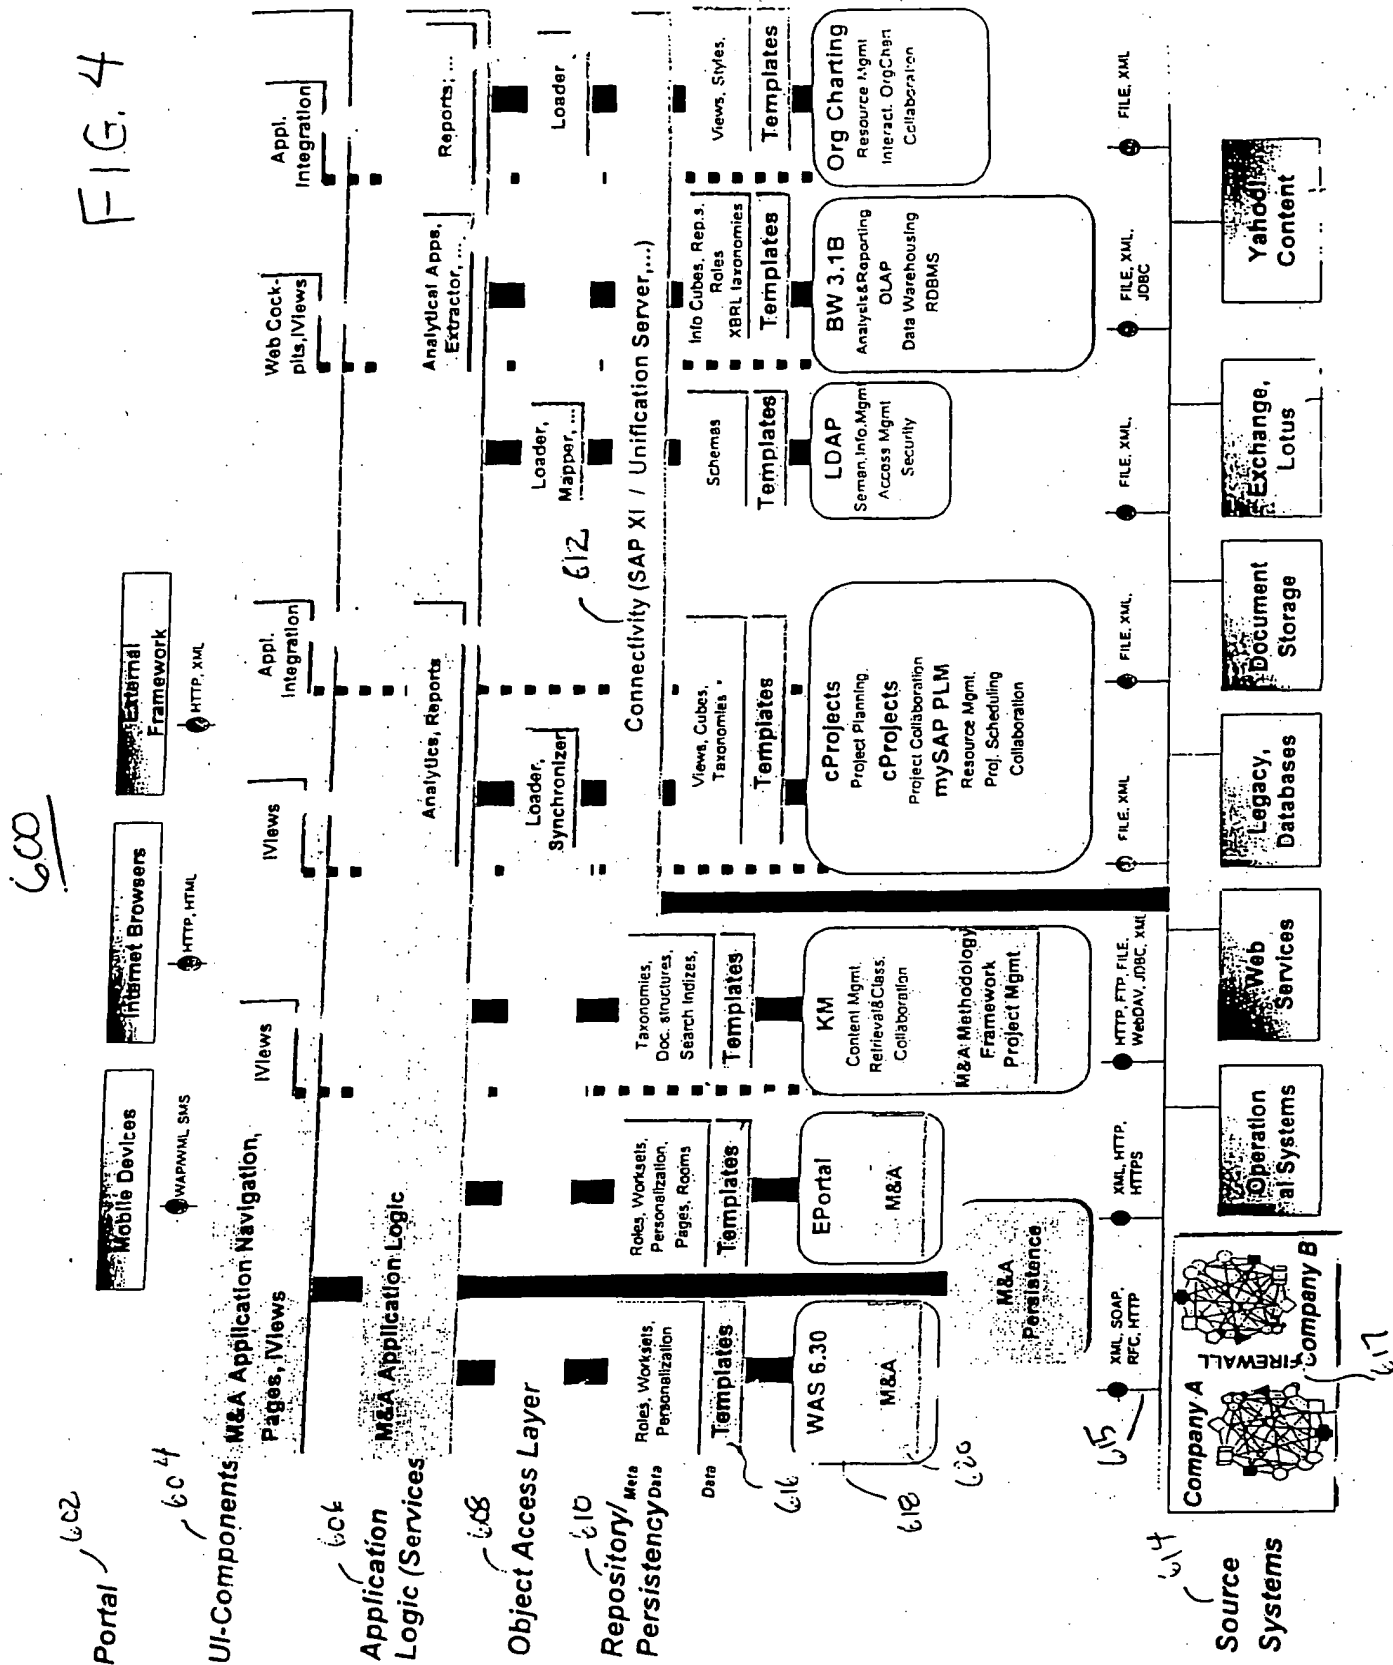 FIG. 4
600
Portal
602
Mobile Devices
Internet Browsers
External
Framework
WAP/WML, SMS
HTTP, HTML
HTTP, XML
604
UI-Components
M&A Application Navigation,
Pages, IViews
IViews
IViews
Appl.
Integration
Web Cock-
pits, IViews
Appl.
Integration
606
Application
Logic (Services
M&A Application Logic
Analytics, Reports
Analytical Apps,
Extractor, ...
Reports, ...
608
Object Access Layer
Loader,
Synchronizer
Loader,
Mapper, ...
Loader
610
Repository/
Persistency
Meta
Data
Data
612
Connectivity (SAP XI / Unification Server,...)
Roles, Worksets,
Personalization
Roles, Worksets,
Personalization,
Pages, Rooms
Taxonomies,
Doc. structures,
Search Indizes,
Views, Cubes,
Taxonomies
Schemas
Info Cubes, Rep.s.
Roles
XBRL taxonomies
Views, Styles,
Templates
Templates
Templates
Templates
Templates
Templates
Templates
616
WAS 6.30
M&A
EPortal
M&A
KM
Content Mgmt.
Retrieval&Class.
Collaboration
M&A Methodology
Framework
Project Mgmt
cProjects
Project Planning.
cProjects
Project Collaboration
mySAP PLM
Resource Mgmt.
Proj. Scheduling
Collaboration
LDAP
Seman.Info.Mgmt
Access Mgmt
Security
BW 3.1B
Analysis&Reporting
OLAP
Data Warehousing
RDBMS
Org Charting
Resource Mgmt
Interact. OrgChart
Collaboration
618
620
M&A
Persistence
615
XML, SOAP,
RFC, HTTP
XML, HTTP,
HTTPS
HTTP, FTP, FILE,
WebDAV, JDBC, XML
FILE, XML
FILE, XML,
FILE, XML,
FILE, XML,
JDBC
FILE, XML
614
Source
Systems
Company A
FIREWALL
Company B
617
Operation
al Systems
Web
Services
Legacy,
Databases
Document
Storage
Exchange,
Lotus
Yahoo!
Content